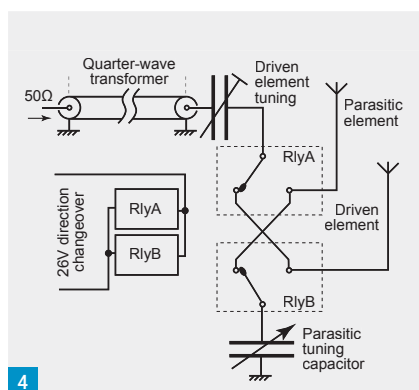 Quarter-wave
transformer
50Ω
Driven
element
tuning
Parasitic
element
RlyA
Driven
element
26V direction
changeover
RlyA
RlyB
RlyB
Parasitic
tuning
capacitor
4